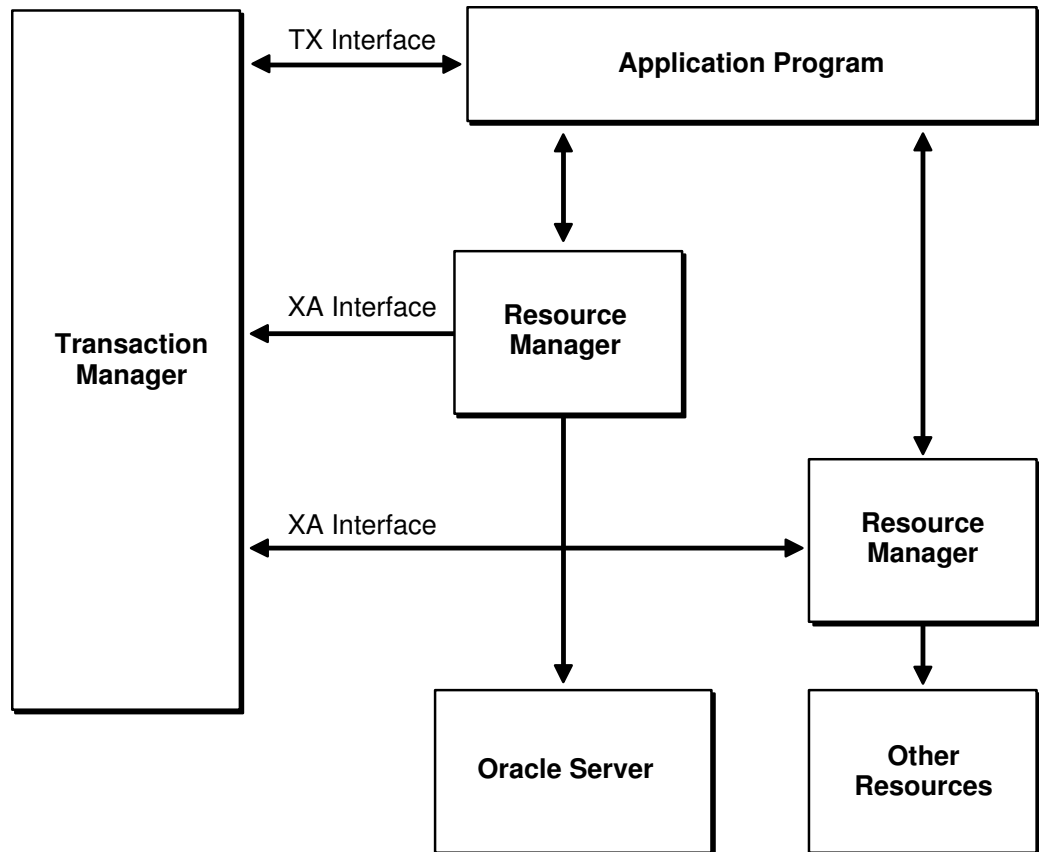 TX Interface
Application Program
XA Interface
Resource
Manager
Transaction
Manager
XA Interface
Resource
Manager
Oracle Server
Other
Resources